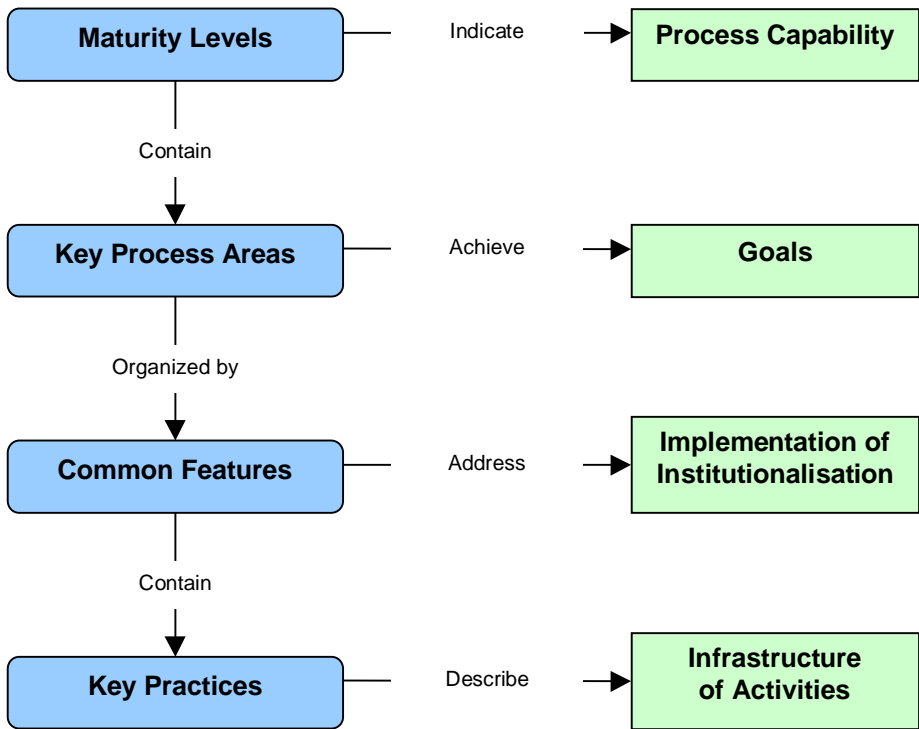 Maturity Levels
Indicate
Process Capability
Contain
Key Process Areas
Achieve
Goals
Organized by
Common Features
Address
Implementation of
Institutionalisation
Contain
Key Practices
Describe
Infrastructure
of Activities